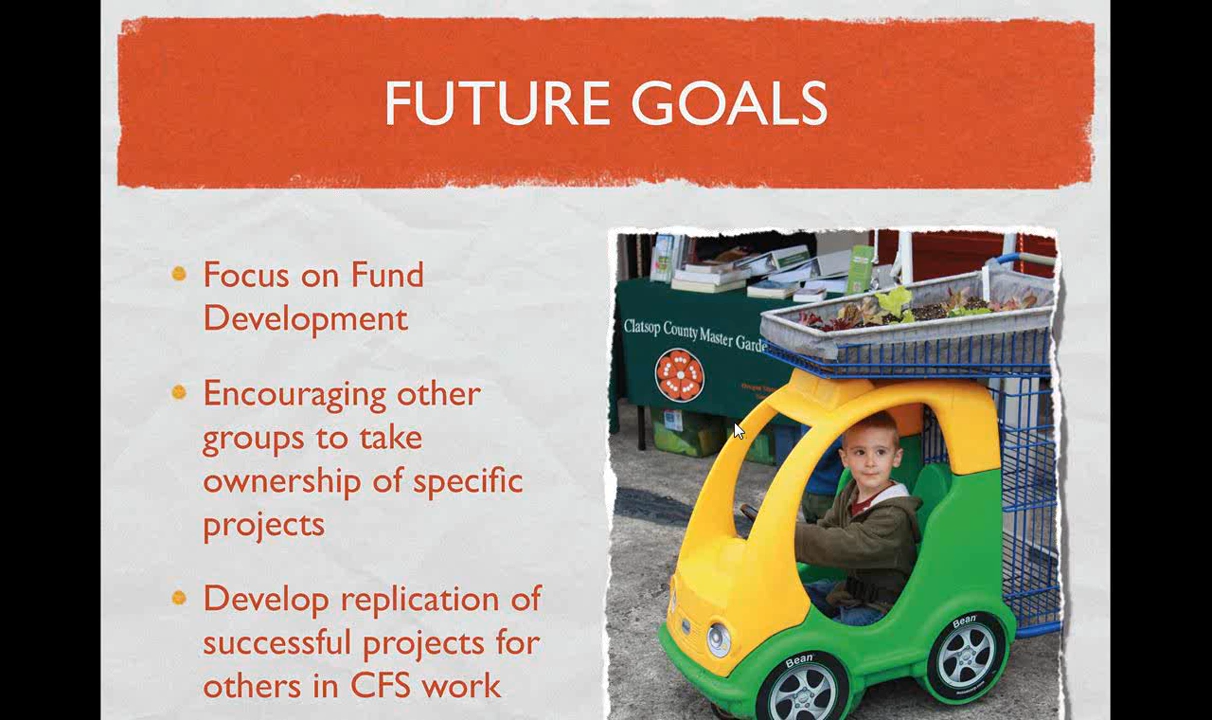 FUTURE GOALS
Focus on Fund
Development
Encouraging other
groups to take
ownership of specific
projects
Develop replication of
successful projects for
others in CFS work
Clatsop County Master Garde
Bean
Bean